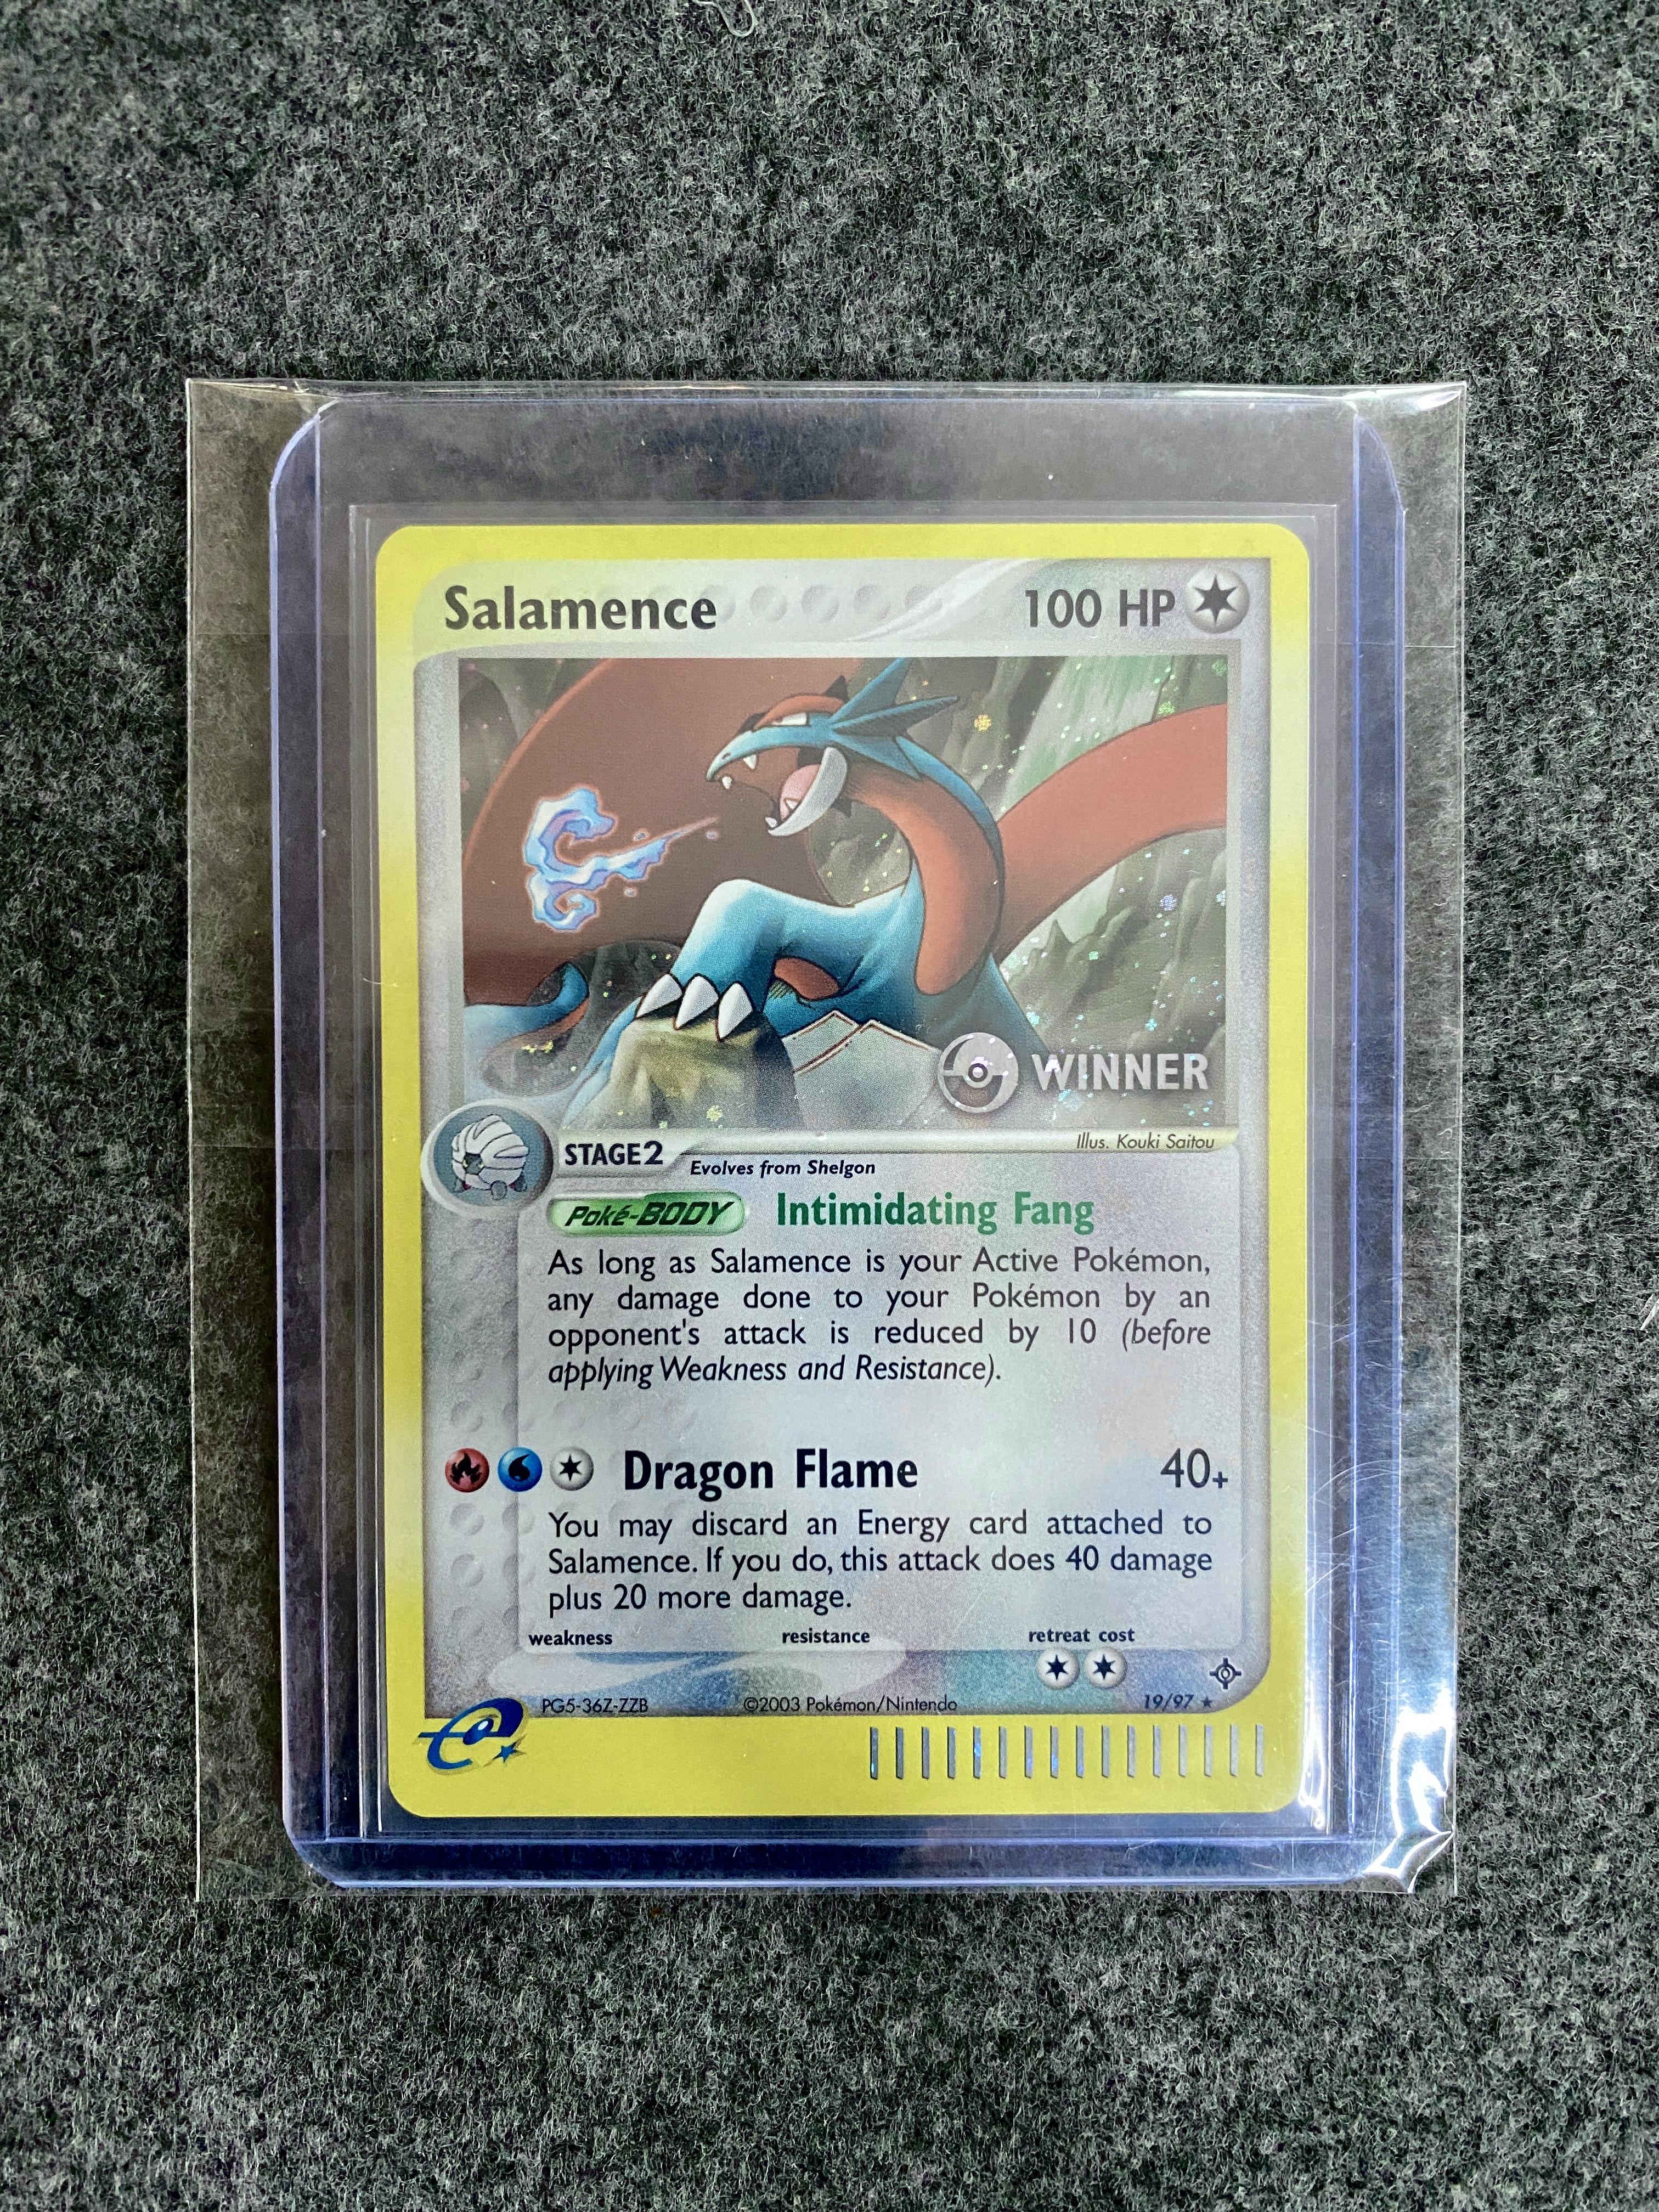 Salamence 100 HP
WINNER
Illus. Kouki Saitou
STAGE2 Evolves from Shelgon
Poké-BODY Intimidating Fang
As long as Salamence is your Active Pokémon,
any damage done to your Pokémon by an
opponent's attack is reduced by 10 (before
applying Weakness and Resistance).
Dragon Flame 40+
You may discard an Energy card attached to
Salamence. If you do, this attack does 40 damage
plus 20 more damage.
weakness resistance retreat cost
e PG5-36Z-ZZB ©2003 Pokémon/Nintendo 19/97 ★